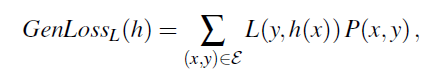 GenLoss_L(h) = ∑_{(x,y)∈ℰ} L(y,h(x)) P(x,y) ,